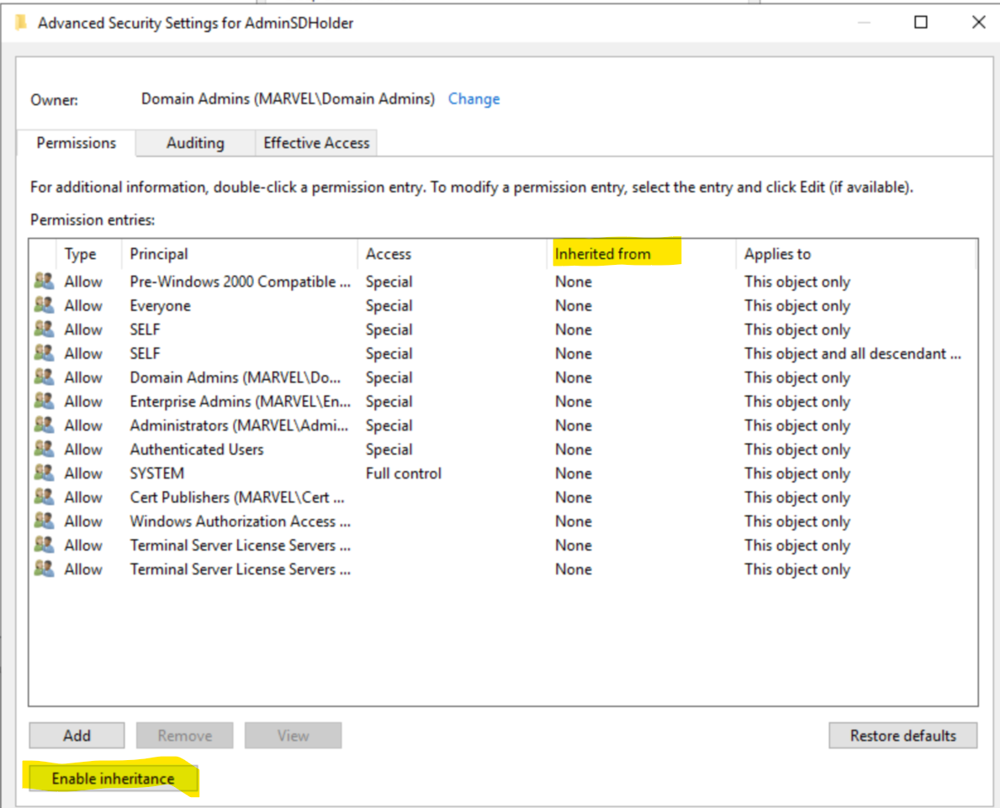 Advanced Security Settings for AdminSDHolder
Owner: Domain Admins (MARVEL\Domain Admins) Change
Permissions Auditing Effective Access
For additional information, double-click a permission entry. To modify a permission entry, select the entry and click Edit (if available).
Permission entries:
Type Principal Access Inherited from Applies to
Allow Pre-Windows 2000 Compatible ... Special None This object only
Allow Everyone Special None This object only
Allow SELF Special None This object only
Allow SELF Special None This object and all descendant ...
Allow Domain Admins (MARVEL\Do... Special None This object only
Allow Enterprise Admins (MARVEL\En... Special None This object only
Allow Administrators (MARVEL\Admi... Special None This object only
Allow Authenticated Users Special None This object only
Allow SYSTEM Full control None This object only
Allow Cert Publishers (MARVEL\Cert ... None This object only
Allow Windows Authorization Access ... None This object only
Allow Terminal Server License Servers ... None This object only
Allow Terminal Server License Servers ... None This object only
Add Remove View Restore defaults
Enable inheritance